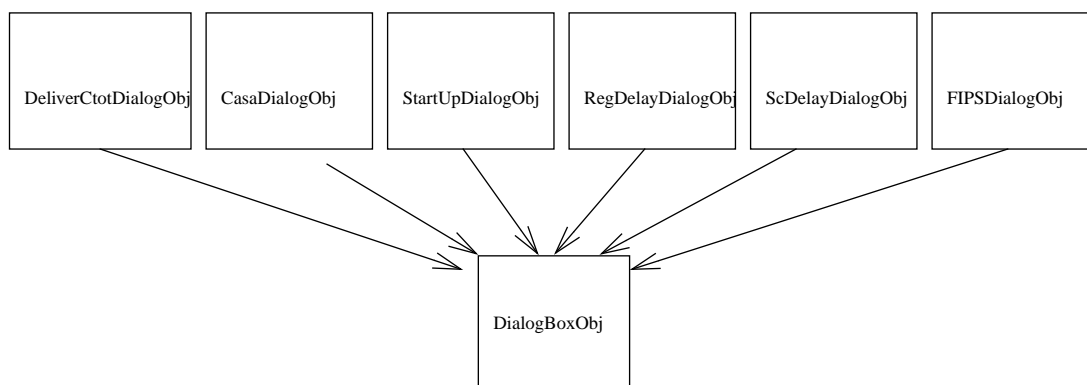 DeliverCtotDialogObj
CasaDialogObj
StartUpDialogObj
RegDelayDialogObj
ScDelayDialogObj
FIPSDialogObj
DialogBoxObj